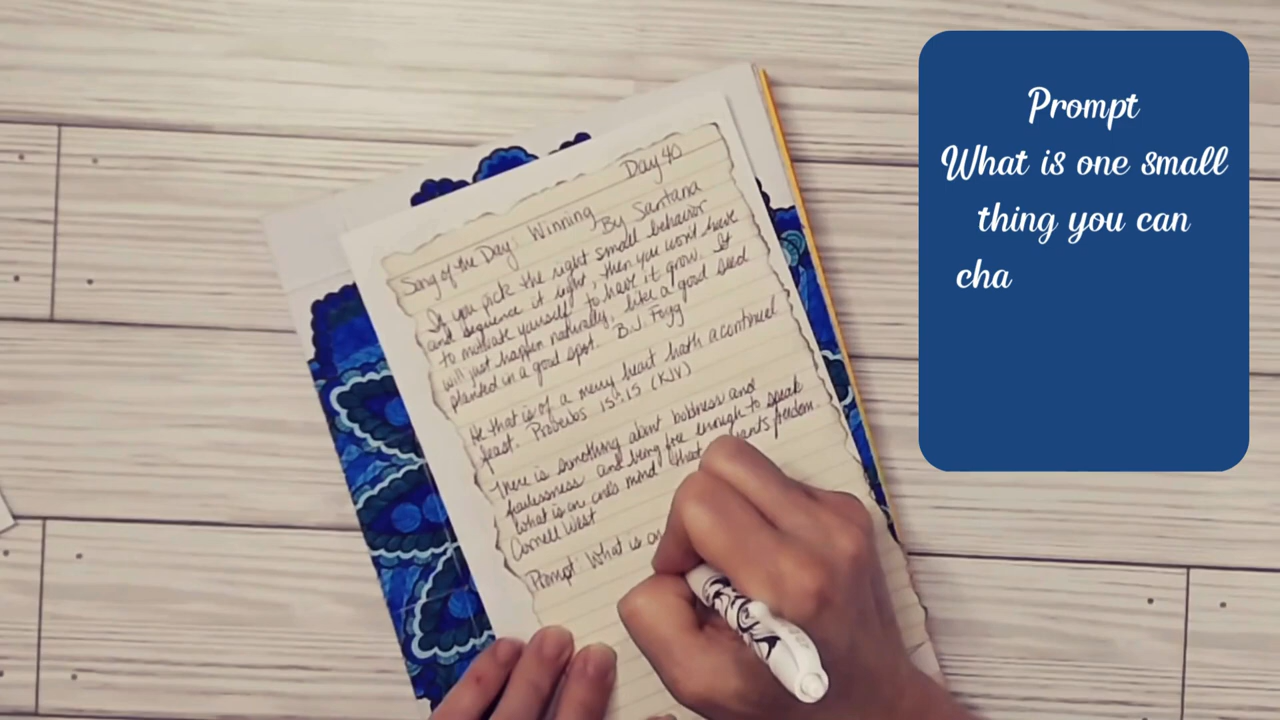 Day 40
Song of the Day: Winning By Santana
If you pick the right small behavior
and sequence it right, then you won't have
to motivate yourself to have it grow. It
will just happen naturally, like a good seed
planted in a good spot. B.J. Fogg
He that is of a merry heart hath a continual
feast. Proverbs 15:15 (KJV)
There is something about boldness and
fearlessness and being free enough to speak
what is on one's mind that wants freedom.
Cornell West
Prompt: What is on
Prompt
What is one small
thing you can
cha